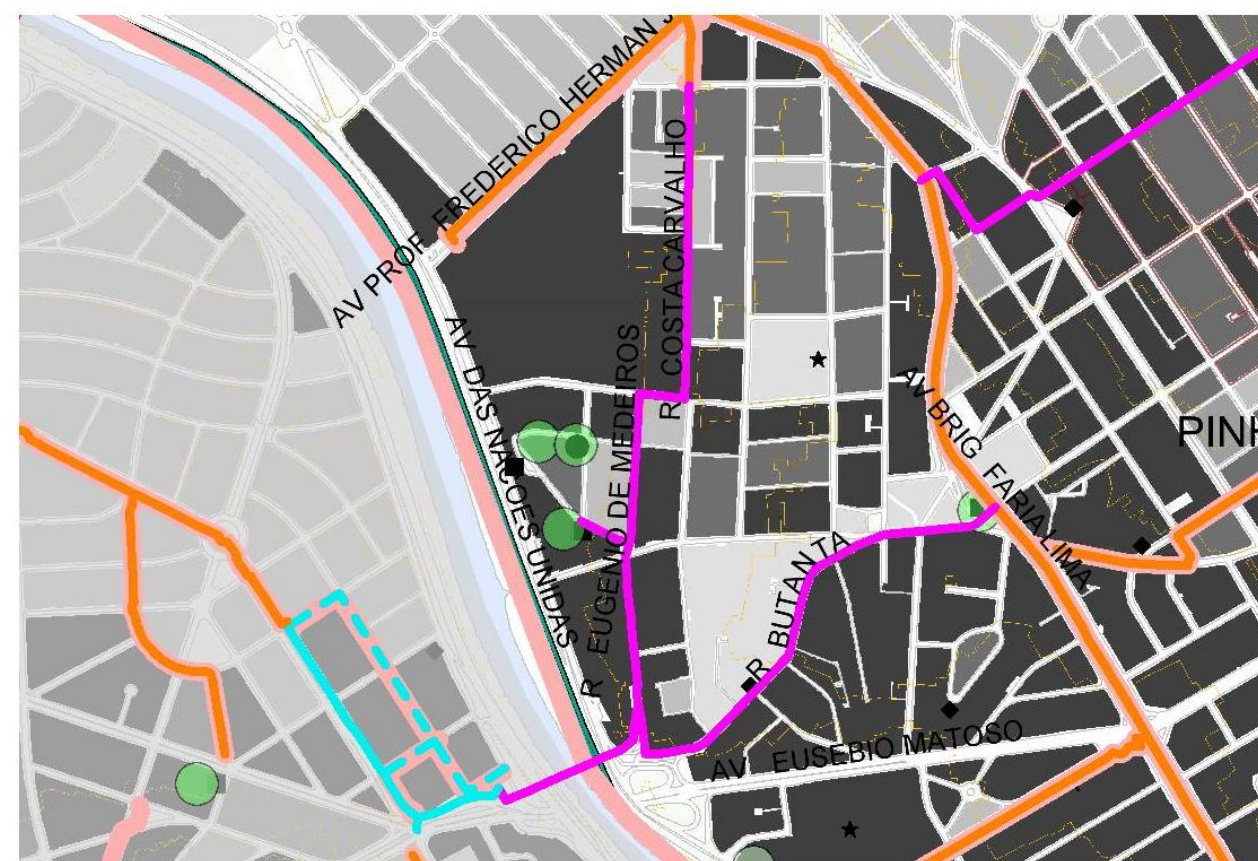 AV PROF FREDERICO HERMAN J
R COSTA CARVALHO
AV DAS NACOES UNIDAS
R EUGENIO DE MEDEIROS
AV BRIG FARIA LIMA
PINH
R BUTANTA
AV EUSEBIO MATOSO